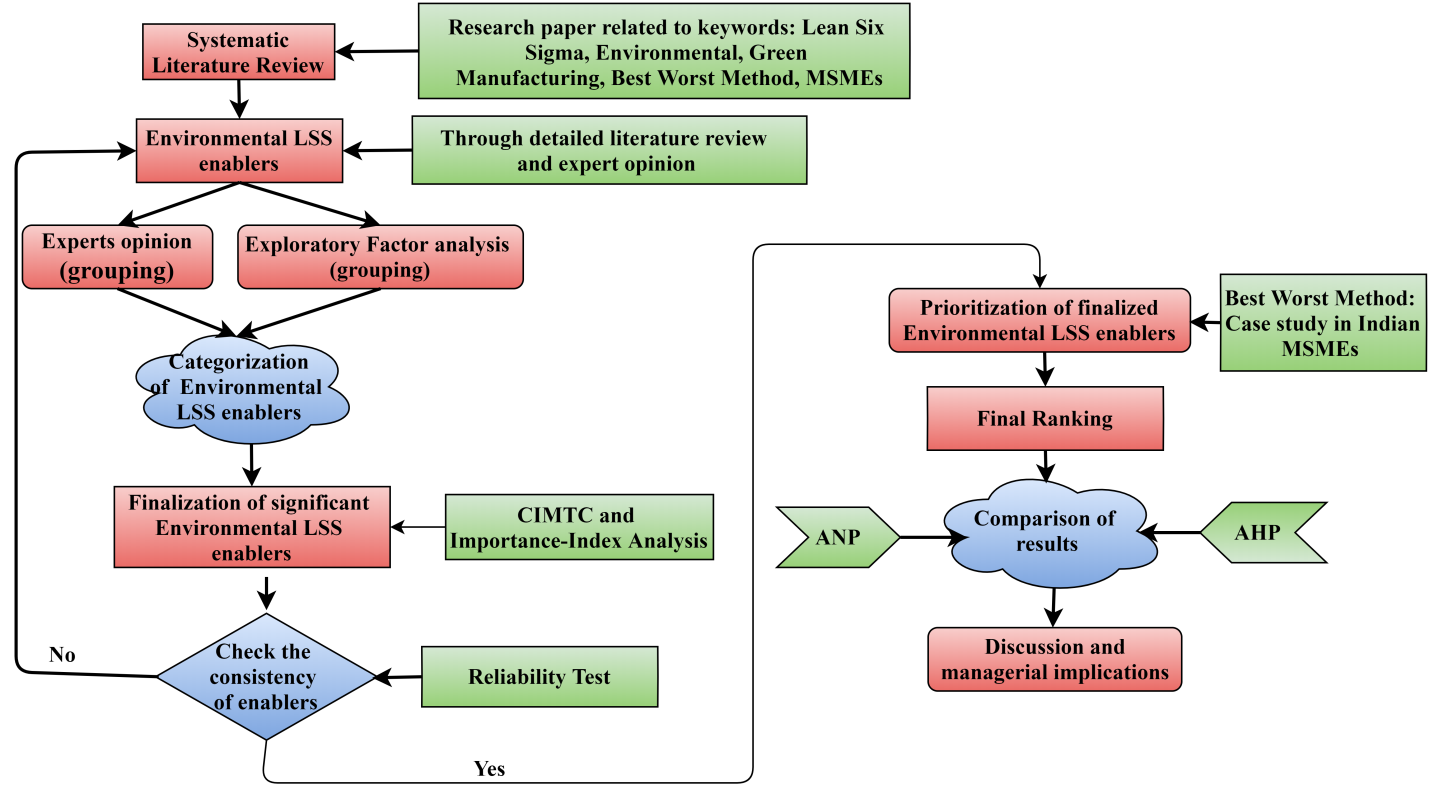 Systematic
Literature Review
Research paper related to keywords: Lean Six
Sigma, Environmental, Green
Manufacturing, Best Worst Method, MSMEs
Environmental LSS
enablers
Through detailed literature review
and expert opinion
Experts opinion
(grouping)
Exploratory Factor analysis
(grouping)
Categorization
of Environmental
LSS enablers
Finalization of significant
Environmental LSS
enablers
CIMTC and
Importance-Index Analysis
Check the
consistency
of enablers
Reliability Test
No
Yes
Prioritization of finalized
Environmental LSS enablers
Best Worst Method:
Case study in Indian
MSMEs
Final Ranking
Comparison of
results
ANP
AHP
Discussion and
managerial implications